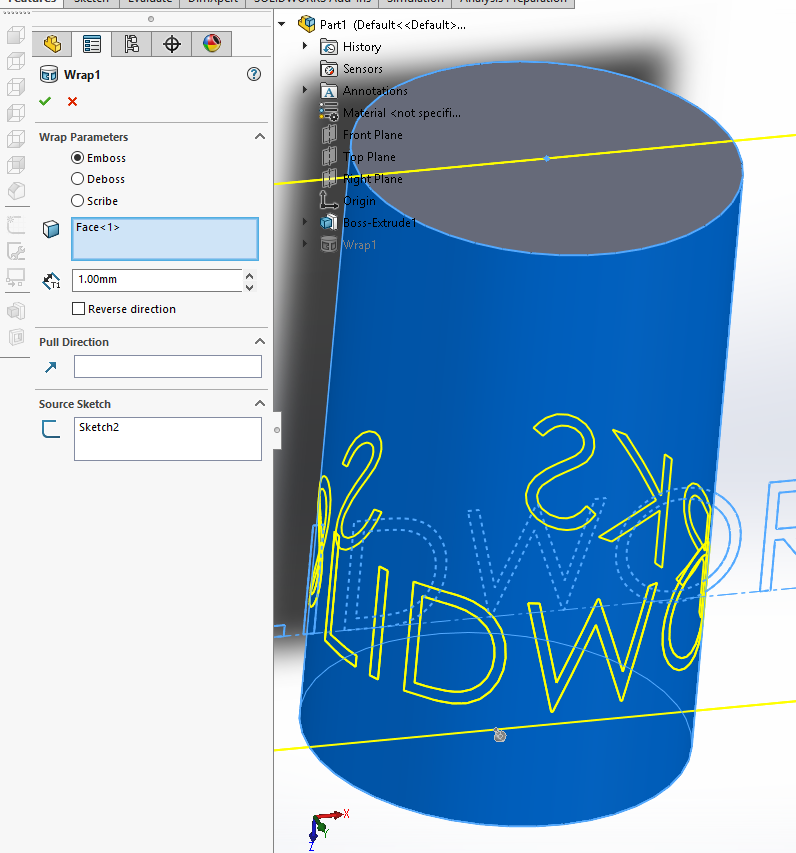 Features Sketch Evaluate DimXpert SOLIDWORKS Add-Ins Simulation Analysis Preparation
Wrap1
Wrap Parameters
Emboss
Deboss
Scribe
Face<1>
T1
1.00mm
Reverse direction
Pull Direction
Source Sketch
Sketch2
Part1 (Default<<Default>...
History
Sensors
A Annotations
Material <not specifi...
Front Plane
Top Plane
Right Plane
Origin
Boss-Extrude1
Wrap1
SOLIDWORKS
X
Y
Z